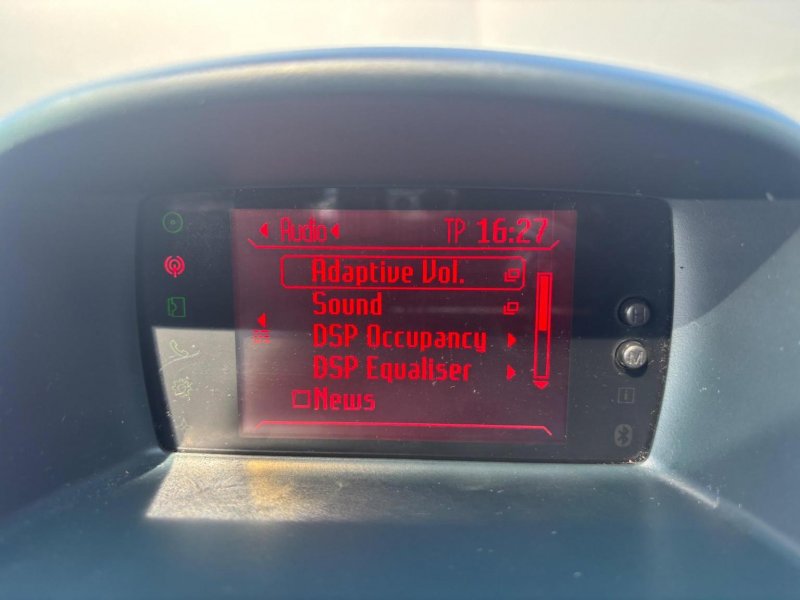 Audio TP 16:27
Adaptive Vol.
Sound
DSP Occupancy
DSP Equaliser
News
H
M
i